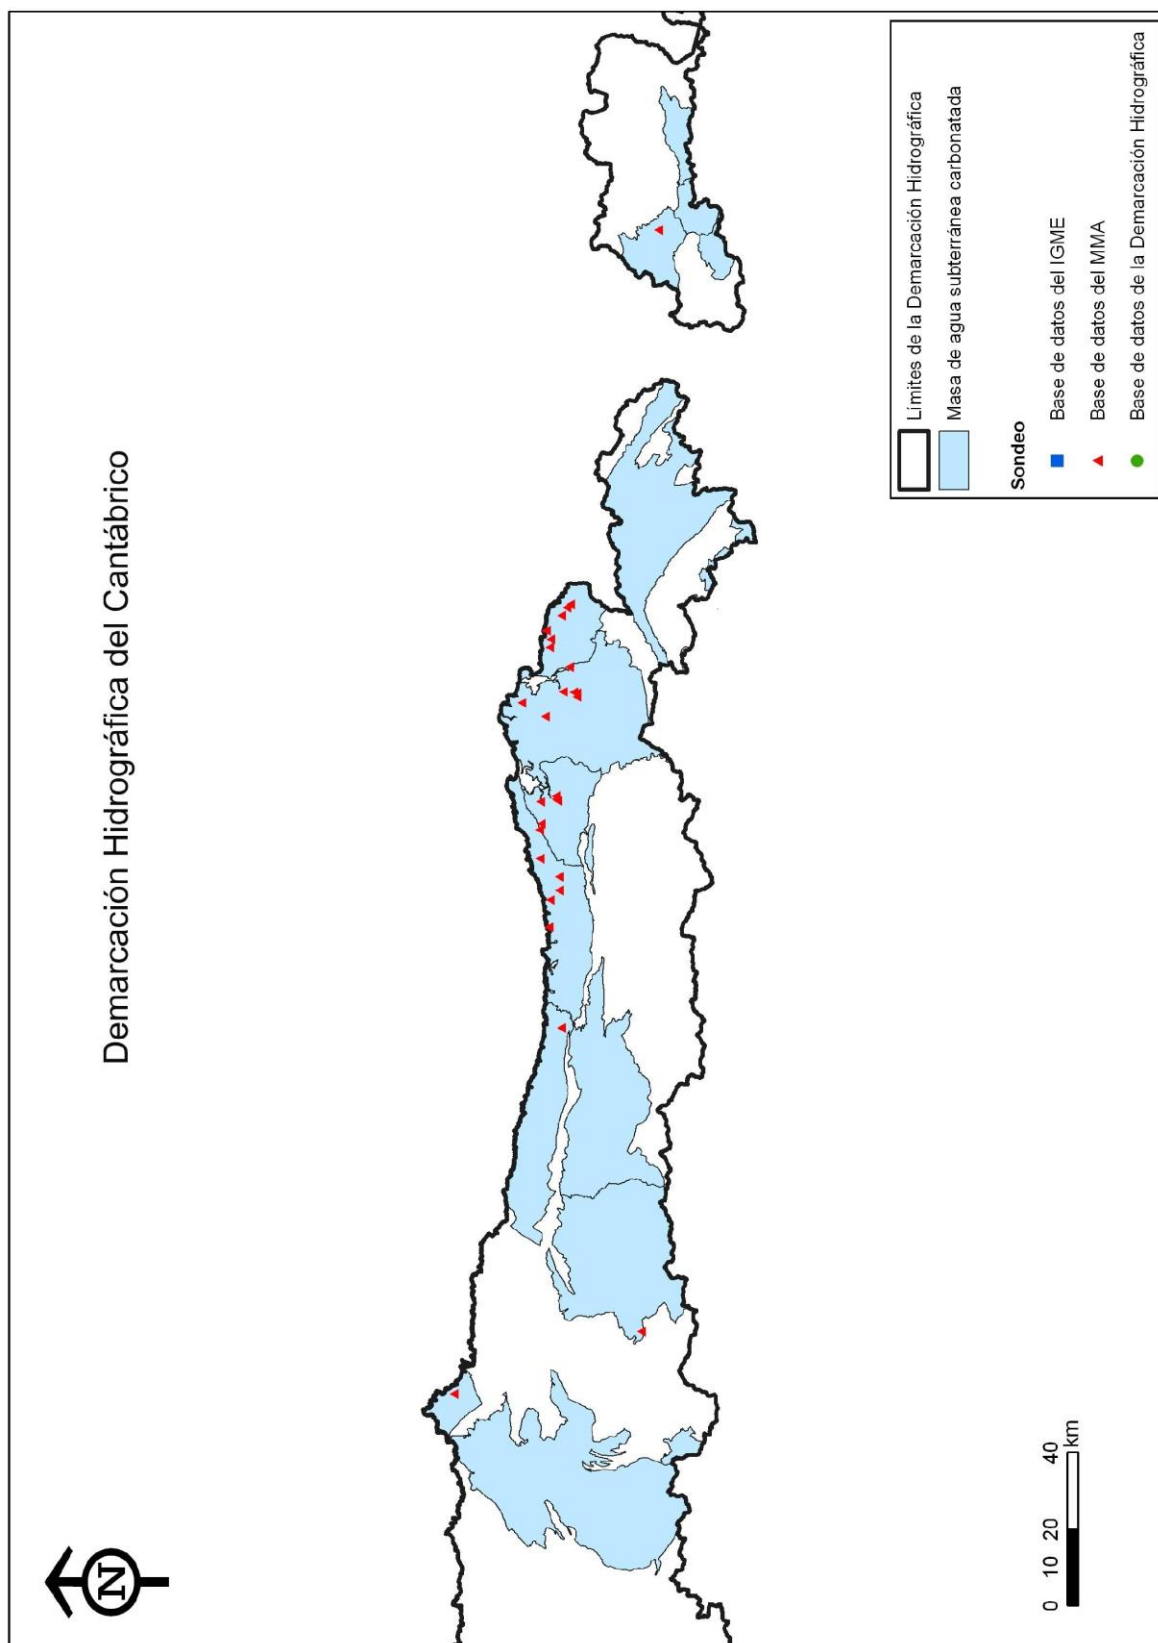 Demarcación Hidrográfica del Cantábrico
N
0 10 20 40
km
Límites de la Demarcación Hidrográfica
Masa de agua subterránea carbonatada
Sondeo
Base de datos del IGME
Base de datos del MMA
Base de datos de la Demarcación Hidrográfica